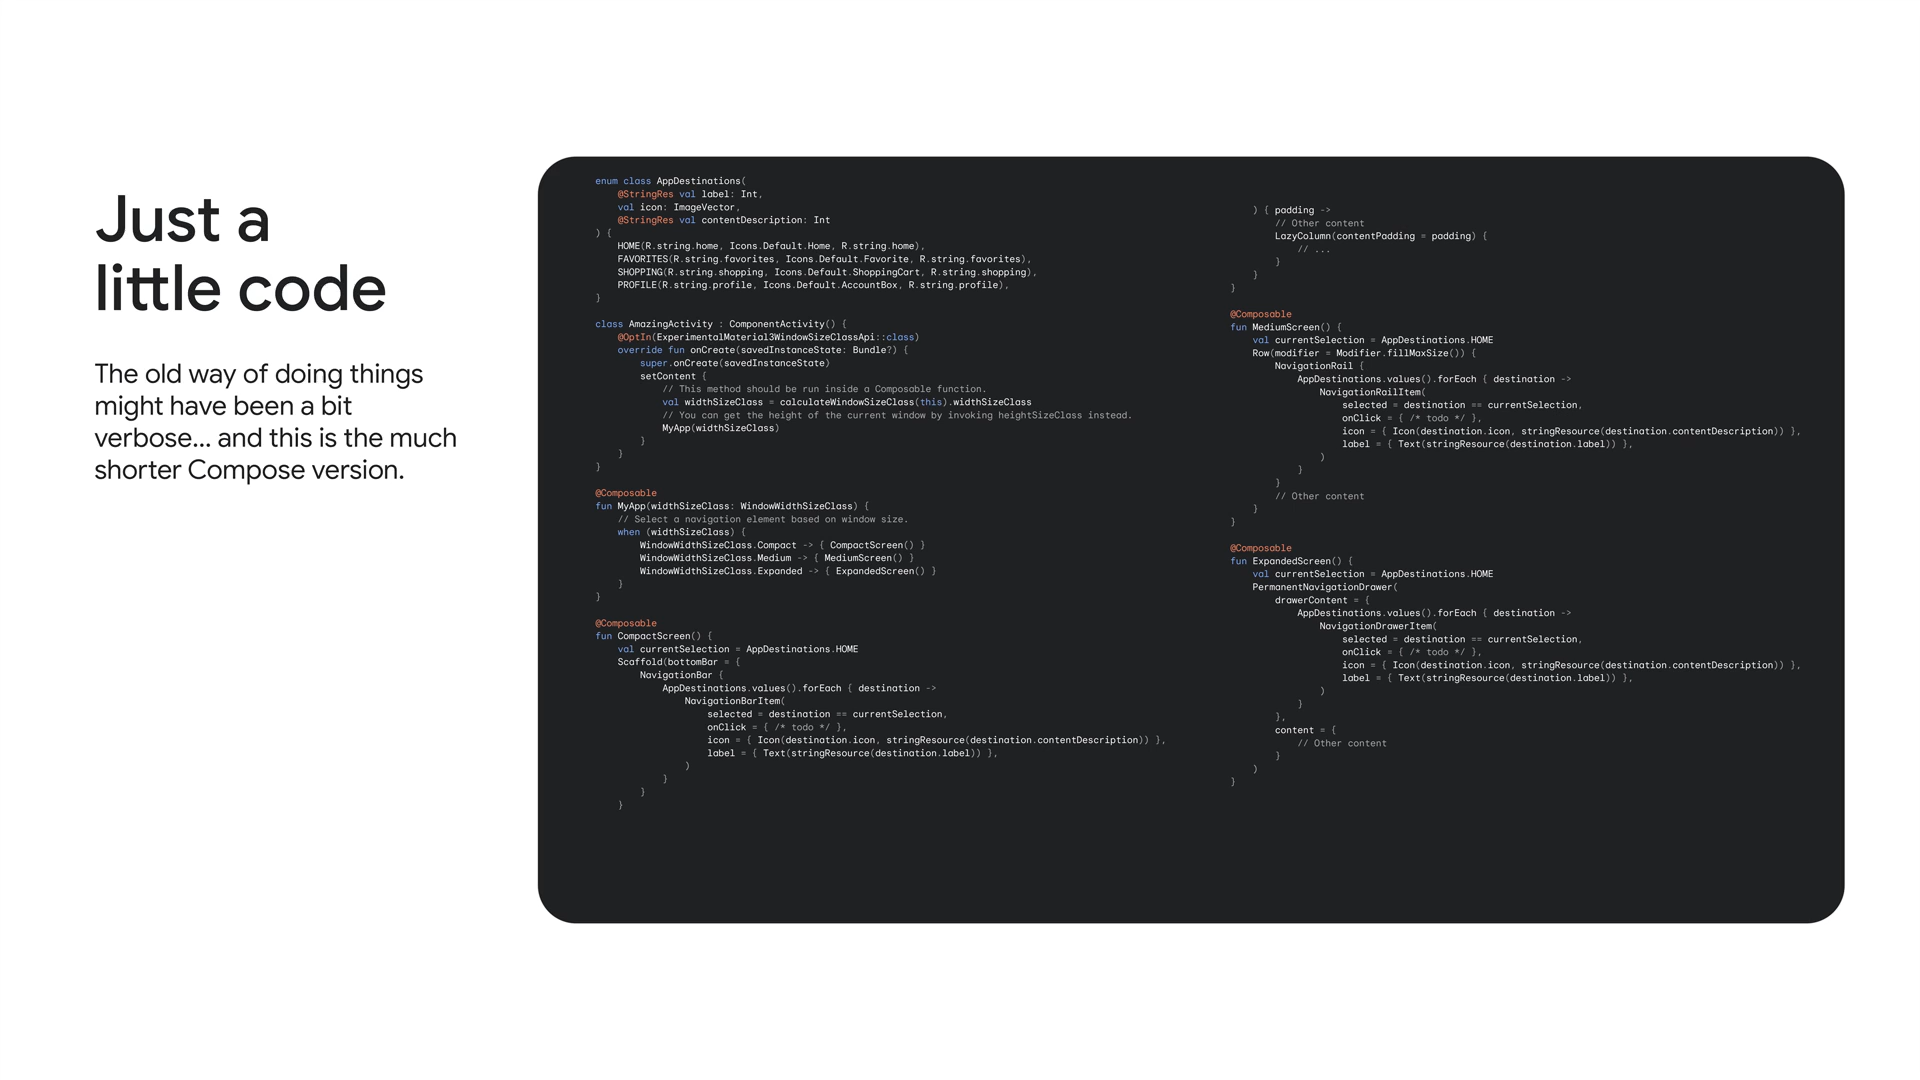 Just a
little code
The old way of doing things
might have been a bit
verbose... and this is the much
shorter Compose version.
enum class AppDestinations(
    @StringRes val label: Int,
    val icon: ImageVector,
    @StringRes val contentDescription: Int
) {
    HOME(R.string.home, Icons.Default.Home, R.string.home),
    FAVORITES(R.string.favorites, Icons.Default.Favorite, R.string.favorites),
    SHOPPING(R.string.shopping, Icons.Default.ShoppingCart, R.string.shopping),
    PROFILE(R.string.profile, Icons.Default.AccountBox, R.string.profile),
}
class AmazingActivity : ComponentActivity() {
    @OptIn(ExperimentalMaterial3WindowSizeClassApi::class)
    override fun onCreate(savedInstanceState: Bundle?) {
        super.onCreate(savedInstanceState)
        setContent {
            // This method should be run inside a Composable function.
            val widthSizeClass = calculateWindowSizeClass(this).widthSizeClass
            // You can get the height of the current window by invoking heightSizeClass instead.
            MyApp(widthSizeClass)
        }
    }
}
@Composable
fun MyApp(widthSizeClass: WindowWidthSizeClass) {
    // Select a navigation element based on window size.
    when (widthSizeClass) {
        WindowWidthSizeClass.Compact -> { CompactScreen() }
        WindowWidthSizeClass.Medium -> { MediumScreen() }
        WindowWidthSizeClass.Expanded -> { ExpandedScreen() }
    }
}
@Composable
fun CompactScreen() {
    val currentSelection = AppDestinations.HOME
    Scaffold(bottomBar = {
        NavigationBar {
            AppDestinations.values().forEach { destination ->
                NavigationBarItem(
                    selected = destination == currentSelection,
                    onClick = { /* todo */ },
                    icon = { Icon(destination.icon, stringResource(destination.contentDescription)) },
                    label = { Text(stringResource(destination.label)) },
                )
            }
        }
    }
    ) { padding ->
        // Other content
        LazyColumn(contentPadding = padding) {
            // ...
        }
    }
}
@Composable
fun MediumScreen() {
    val currentSelection = AppDestinations.HOME
    Row(modifier = Modifier.fillMaxSize()) {
        NavigationRail {
            AppDestinations.values().forEach { destination ->
                NavigationRailItem(
                    selected = destination == currentSelection,
                    onClick = { /* todo */ },
                    icon = { Icon(destination.icon, stringResource(destination.contentDescription)) },
                    label = { Text(stringResource(destination.label)) },
                )
            }
        }
        // Other content
    }
}
@Composable
fun ExpandedScreen() {
    val currentSelection = AppDestinations.HOME
    PermanentNavigationDrawer(
        drawerContent = {
            AppDestinations.values().forEach { destination ->
                NavigationDrawerItem(
                    selected = destination == currentSelection,
                    onClick = { /* todo */ },
                    icon = { Icon(destination.icon, stringResource(destination.contentDescription)) },
                    label = { Text(stringResource(destination.label)) },
                )
            }
        },
        content = {
            // Other content
        }
    )
}